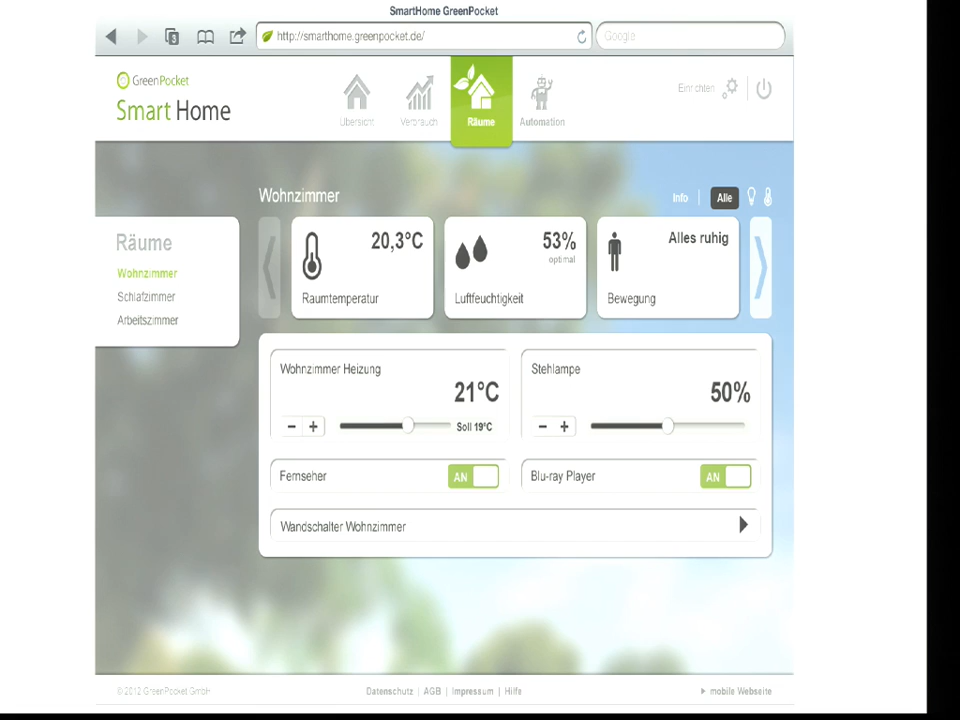 SmartHome GreenPocket
3
http://smarthome.greenpocket.de/
Google
GreenPocket
Smart Home
Übersicht
Verbrauch
Räume
Automation
Einrichten
Wohnzimmer
Info
Alle
Räume
Wohnzimmer
Schlafzimmer
Arbeitszimmer
20,3°C
Raumtemperatur
53%
optimal
Luftfeuchtigkeit
Alles ruhig
Bewegung
Wohnzimmer Heizung
21°C
Soll 19°C
Stehlampe
50%
Fernseher
AN
Blu-ray Player
AN
Wandschalter Wohnzimmer
© 2012 GreenPocket GmbH
Datenschutz | AGB | Impressum | Hilfe
mobile Webseite